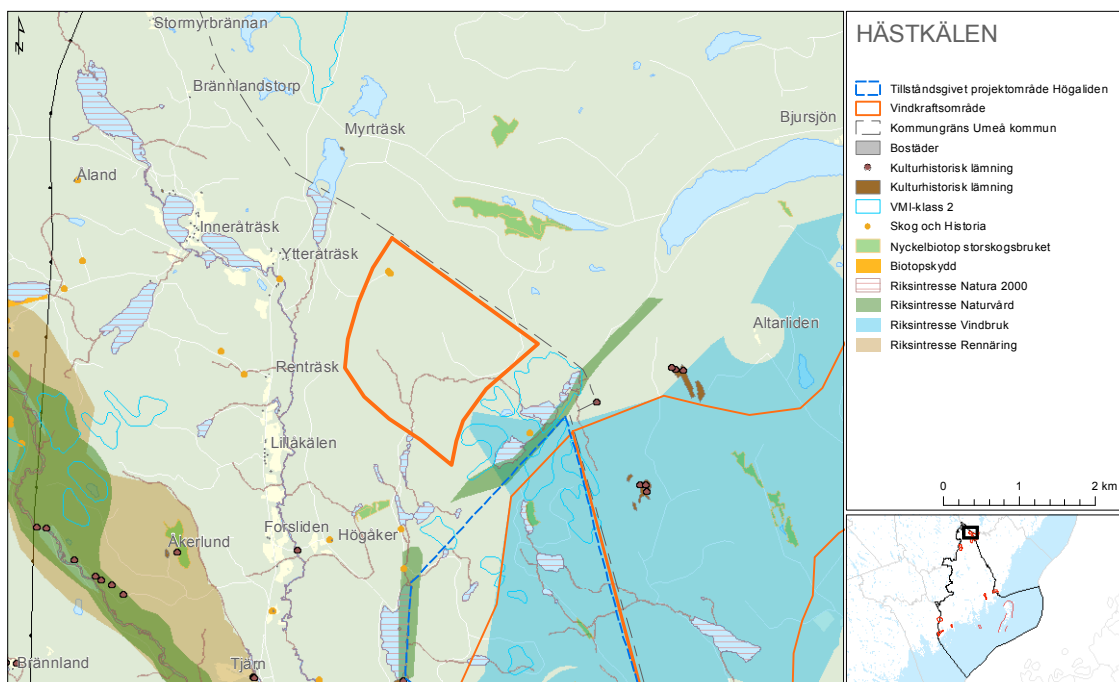 HÄSTKÄLEN
Tillståndsgivet projektområde Högaliden
Vindkraftsområde
Kommungräns Umeå kommun
Bostäder
Kulturhistorisk lämning
Kulturhistorisk lämning
VMI-klass 2
Skog och Historia
Nyckelbiotop storskogsbruket
Biotopskydd
Riksintresse Natura 2000
Riksintresse Naturvård
Riksintresse Vindbruk
Riksintresse Rennäring
0 1 2 km
N
Stormyrbrännan
Brännlandstorp
Myrträsk
Bjursjön
Åland
Inneråträsk
Ytteråträsk
Altarliden
Renträsk
Lillåkälen
Forsliden
Högåker
Åkerlund
Brännland
Tjärn